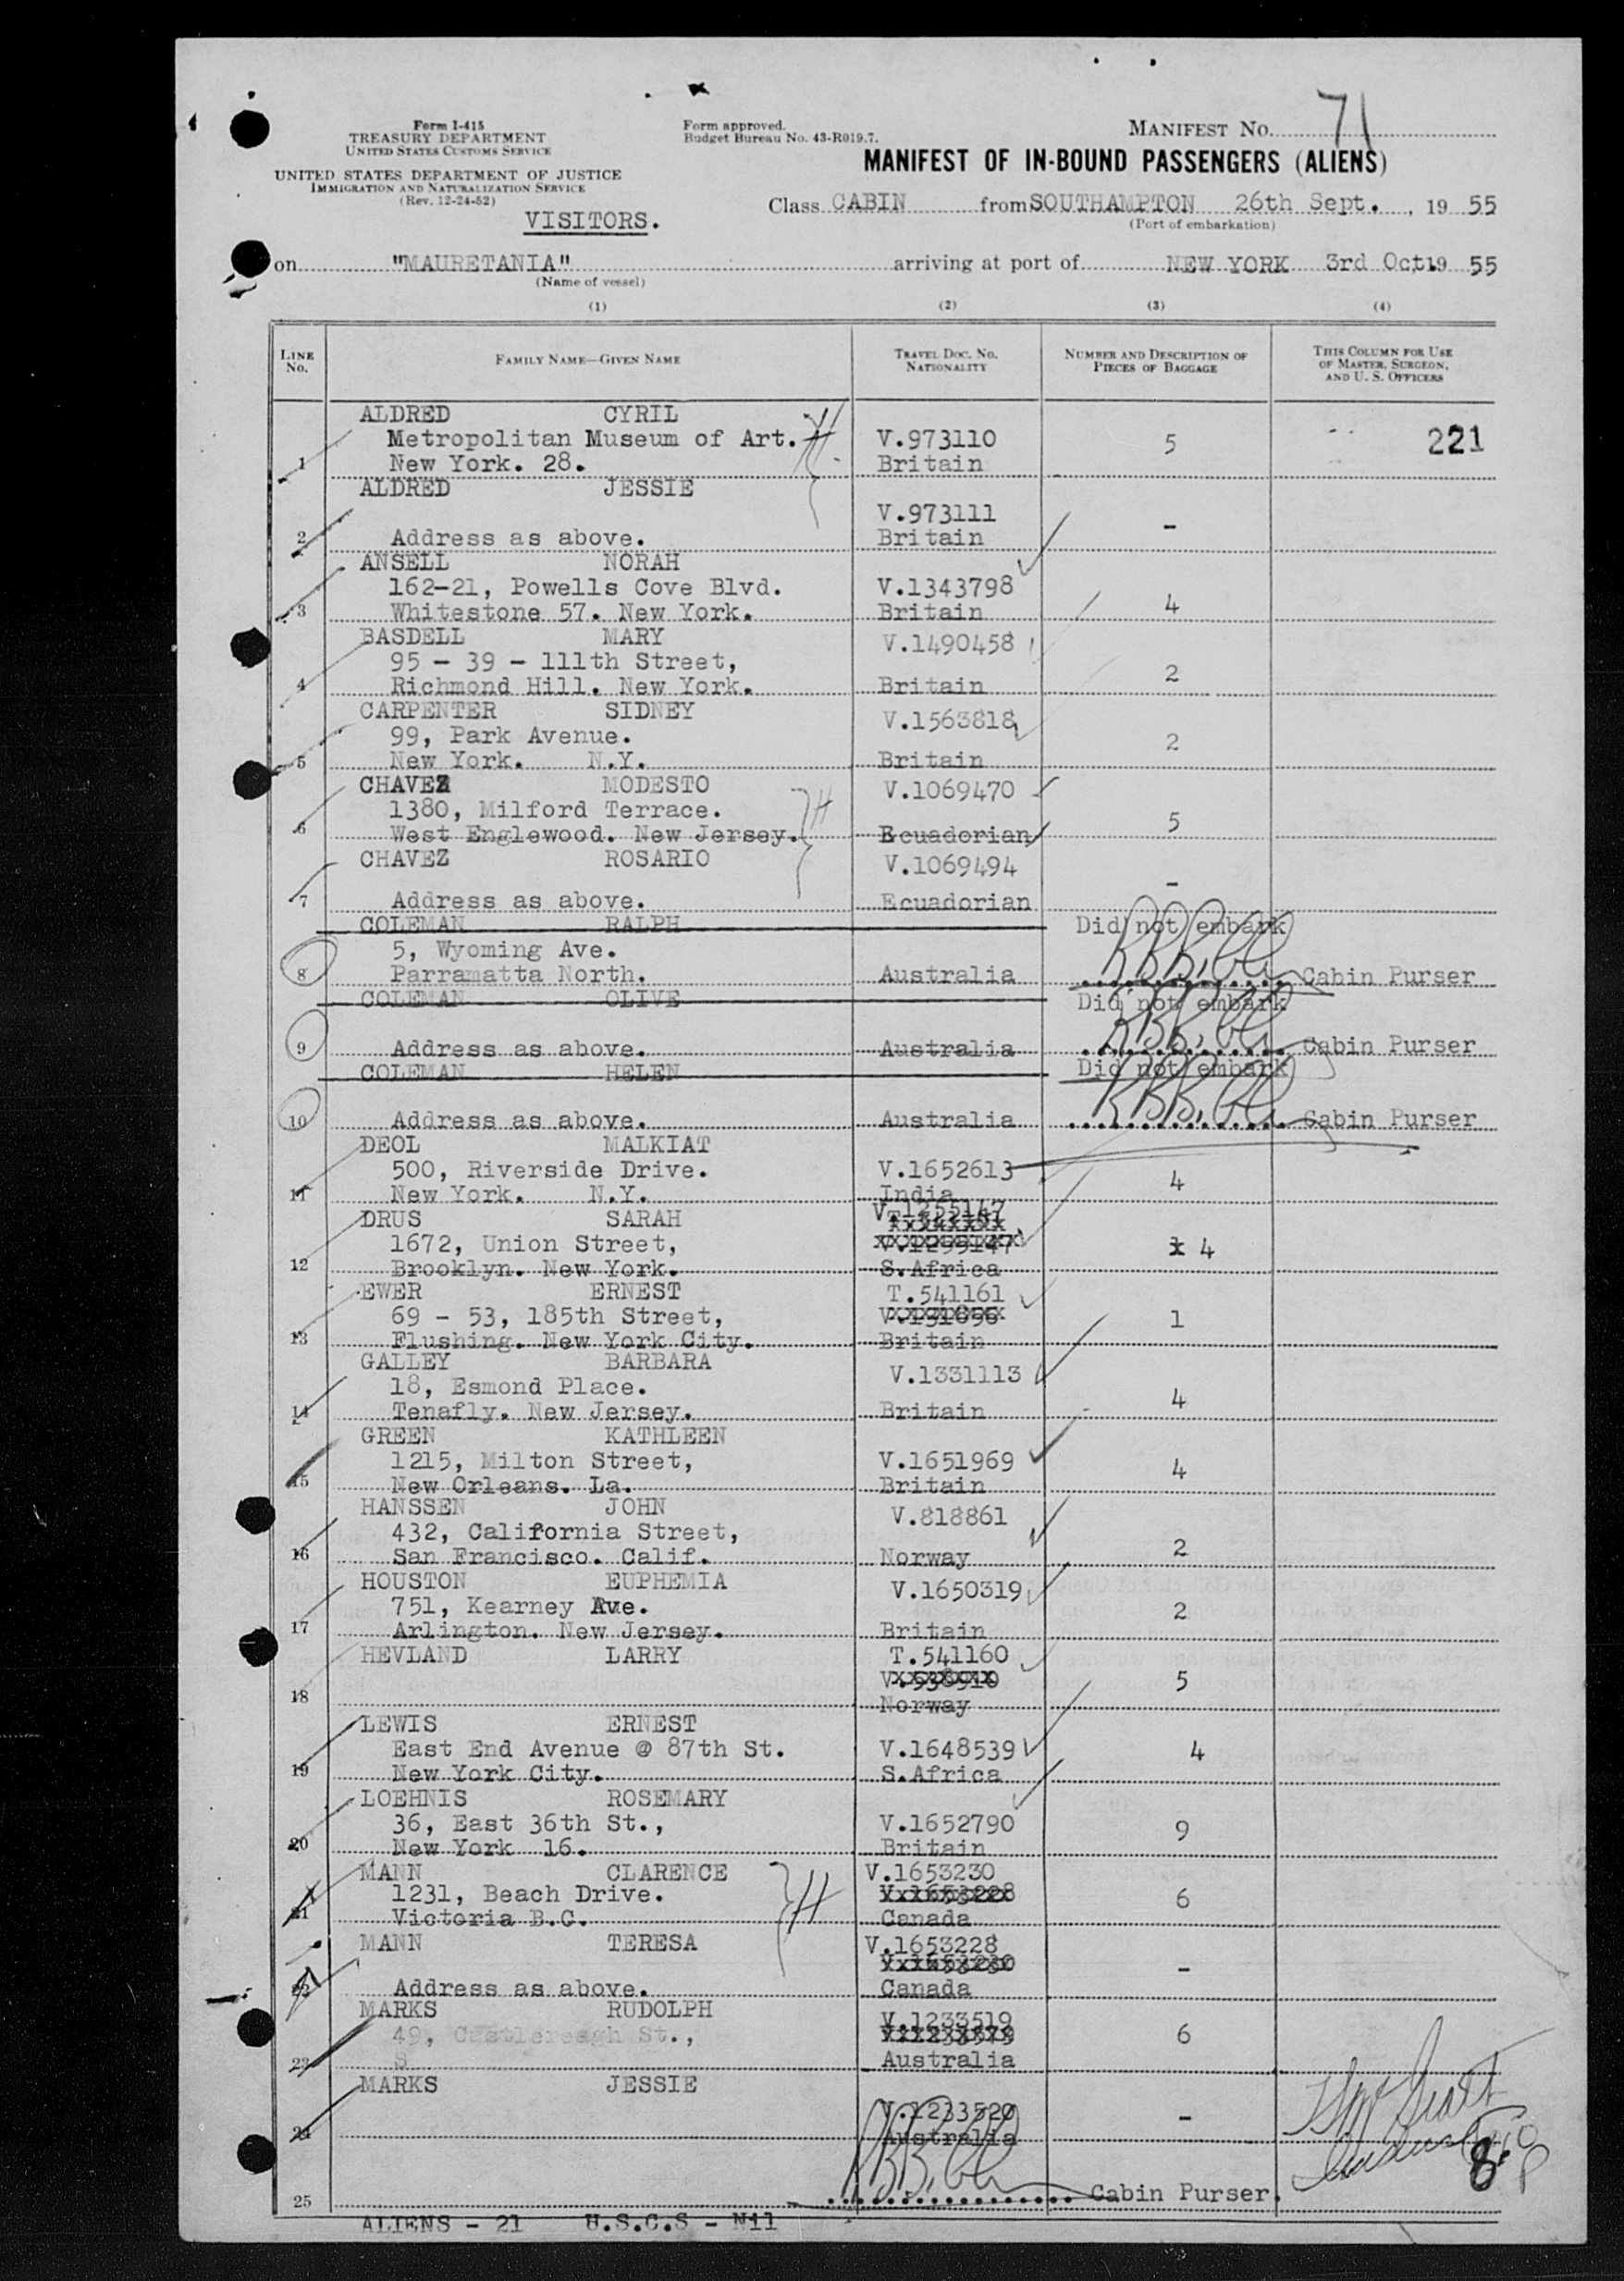 71
Form I-415
TREASURY DEPARTMENT
UNITED STATES CUSTOMS SERVICE
UNITED STATES DEPARTMENT OF JUSTICE
IMMIGRATION AND NATURALIZATION SERVICE
(Rev. 12-24-52)
VISITORS.
Form approved.
Budget Bureau No. 43-R019.7.
MANIFEST NO.
MANIFEST OF IN-BOUND PASSENGERS (ALIENS)
Class CABIN from SOUTHAMPTON 26th Sept. , 19 55
(Port of embarkation)
on "MAURETANIA" arriving at port of NEW YORK 3rd Oct. 19 55
(Name of vessel)
(1) (2) (3) (4)
LINE NO. FAMILY NAME—GIVEN NAME TRAVEL DOC. NO. NATIONALITY NUMBER AND DESCRIPTION OF PIECES OF BAGGAGE THIS COLUMN FOR USE OF MASTER, SURGEON, AND U. S. OFFICERS
ALDRED CYRIL
Metropolitan Museum of Art. V.973110 5 221
1 New York. 28. Britain
ALDRED JESSIE
V.973111 -
2 Address as above. Britain
ANSELL NORAH
162-21, Powells Cove Blvd. V.1343798
3 Whitestone 57. New York. Britain 4
BASDELL MARY V.1490458
95 - 39 - 111th Street,
4 Richmond Hill. New York. Britain 2
CARPENTER SIDNEY V.1563818
99, Park Avenue. 2
5 New York. N.Y. Britain
CHAVEZ MODESTO V.1069470
1380, Milford Terrace.
6 West Englewood. New Jersey. Ecuadorian 5
CHAVEZ ROSARIO V.1069494
-
7 Address as above. Ecuadorian
COLEMAN RALPH Did not embark
5, Wyoming Ave.
8 Parramatta North. Australia Cabin Purser
COLEMAN OLIVE Did not embark
9 Address as above. Australia Cabin Purser
COLEMAN HELEN Did not embark
10 Address as above. Australia Cabin Purser
DEOL MALKIAT
500, Riverside Drive. V.1652613 4
11 New York. N.Y. India
DRUS SARAH V.1255147
1672, Union Street, 4
12 Brooklyn. New York. S.Africa
EWER ERNEST T.541161
69 - 53, 185th Street, 1
13 Flushing. New York City. Britain
GALLEY BARBARA V.1331113
18, Esmond Place. 4
14 Tenafly. New Jersey. Britain
GREEN KATHLEEN
1215, Milton Street, V.1651969 4
15 New Orleans. La. Britain
HANSSEN JOHN V.818861
432, California Street,
16 San Francisco. Calif. Norway 2
HOUSTON EUPHEMIA V.1650319
751, Kearney Ave. 2
17 Arlington. New Jersey. Britain
HEVLAND LARRY T.541160
5
18 Norway
LEWIS ERNEST
East End Avenue @ 87th St. V.1648539 4
19 New York City. S.Africa
LOEHNIS ROSEMARY
36, East 36th St., V.1652790 9
20 New York 16. Britain
MANN CLARENCE V.1653230
1231, Beach Drive. V.1653228 6
21 Victoria B.C. Canada
MANN TERESA V.1653228
V.1653230 -
22 Address as above. Canada
MARKS RUDOLPH V.1233519
49, Castlereagh St., 6
23 S Australia
MARKS JESSIE
V.1233520 -
24 Australia
8
25 Cabin Purser.
ALIENS - 21 U.S.C.S - Nil